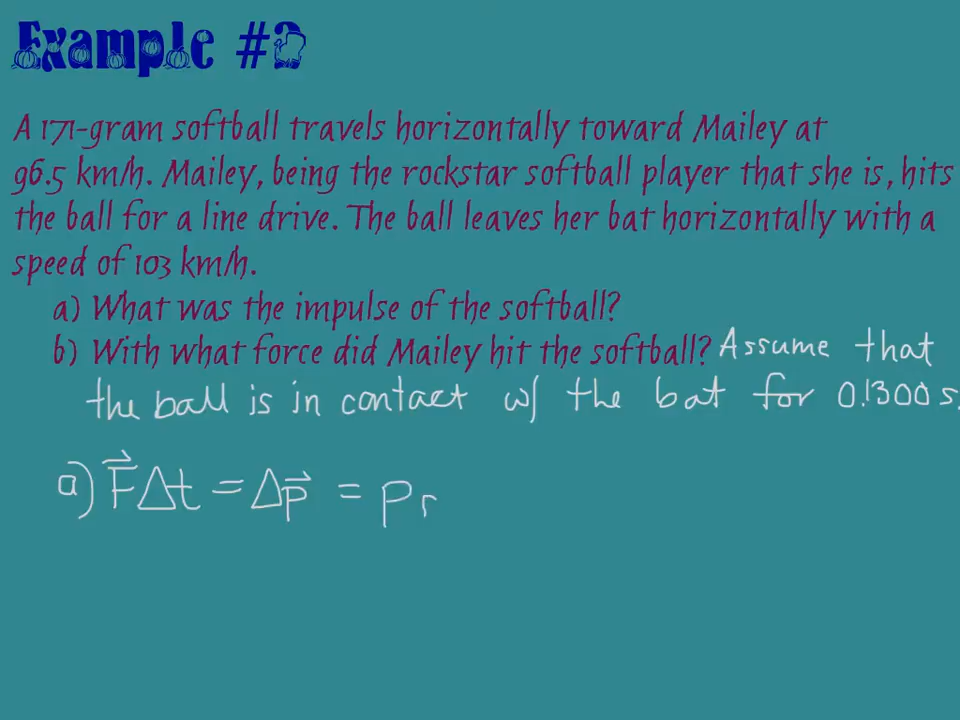 Example #2
A 171-gram softball travels horizontally toward Mailey at
96.5 km/h. Mailey, being the rockstar softball player that she is, hits
the ball for a line drive. The ball leaves her bat horizontally with a
speed of 103 km/h.
a) What was the impulse of the softball?
b) With what force did Mailey hit the softball? Assume that
the ball is in contact w/ the bat for 0.1300 s.
a) F⃗Δt = Δp⃗ = pr